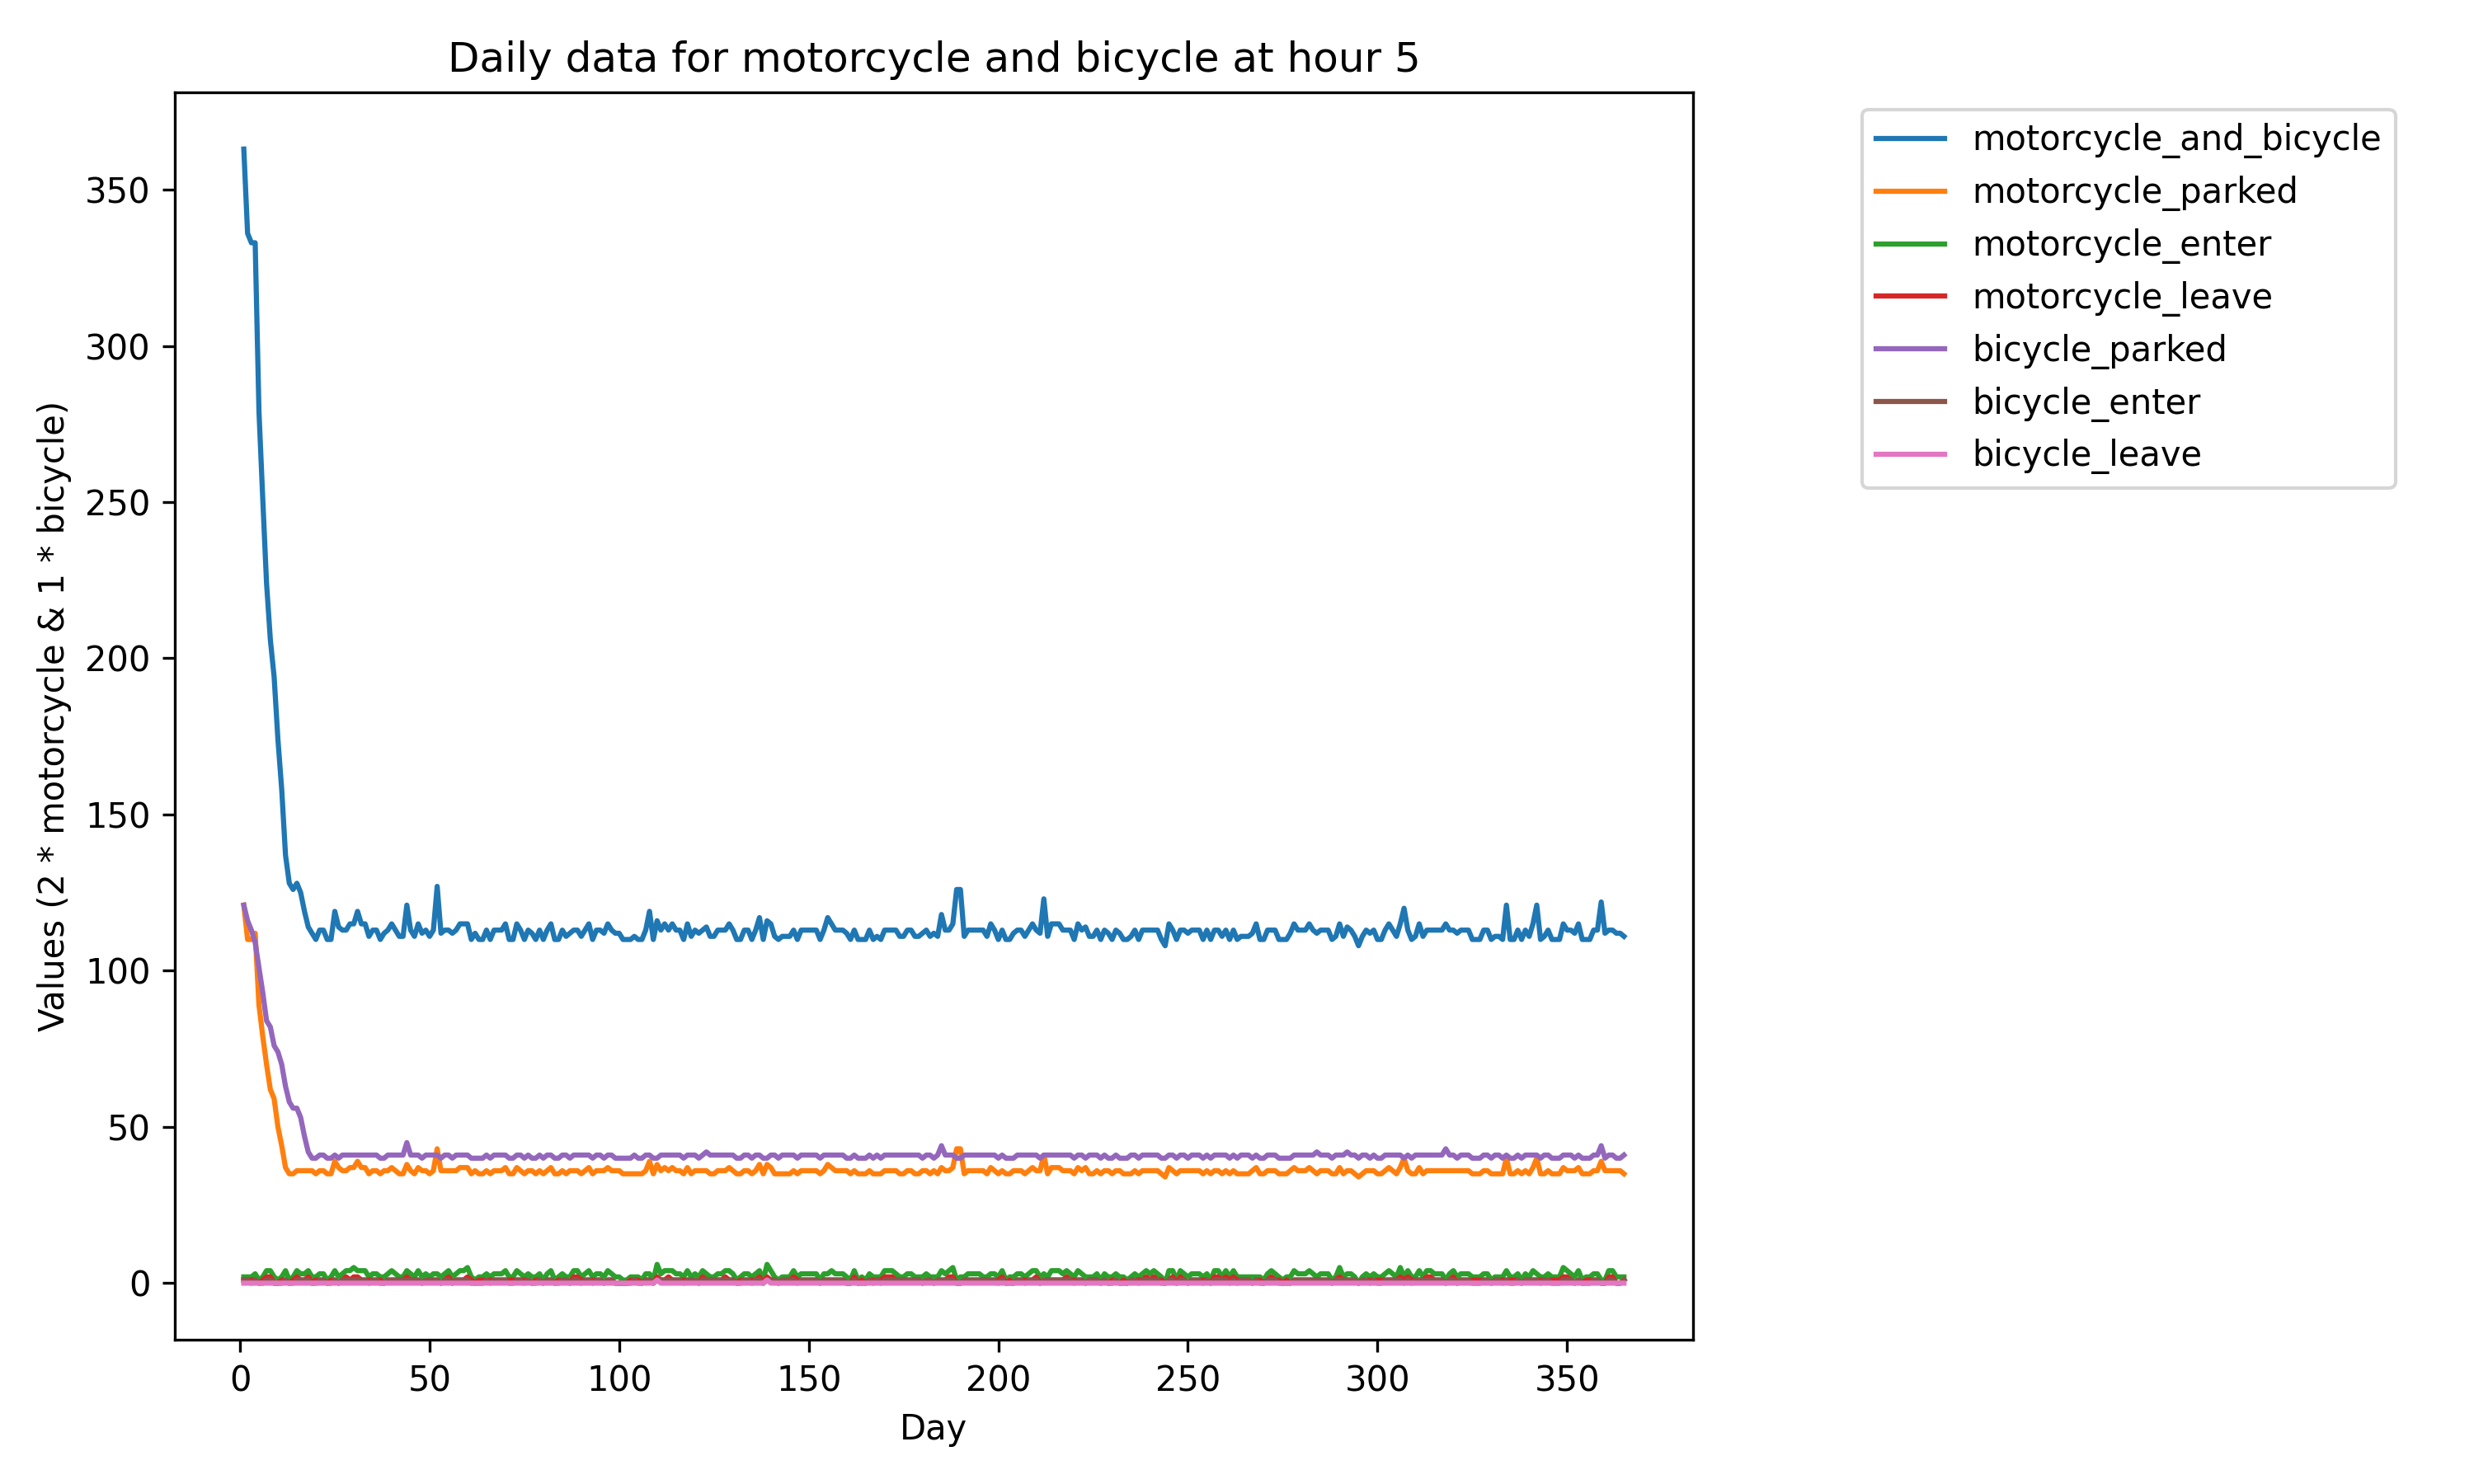 Daily data for motorcycle and bicycle at hour 5
Values (2 * motorcycle & 1 * bicycle)
350
300
250
200
150
100
50
0
0 50 100 150 200 250 300 350
Day
motorcycle_and_bicycle
motorcycle_parked
motorcycle_enter
motorcycle_leave
bicycle_parked
bicycle_enter
bicycle_leave